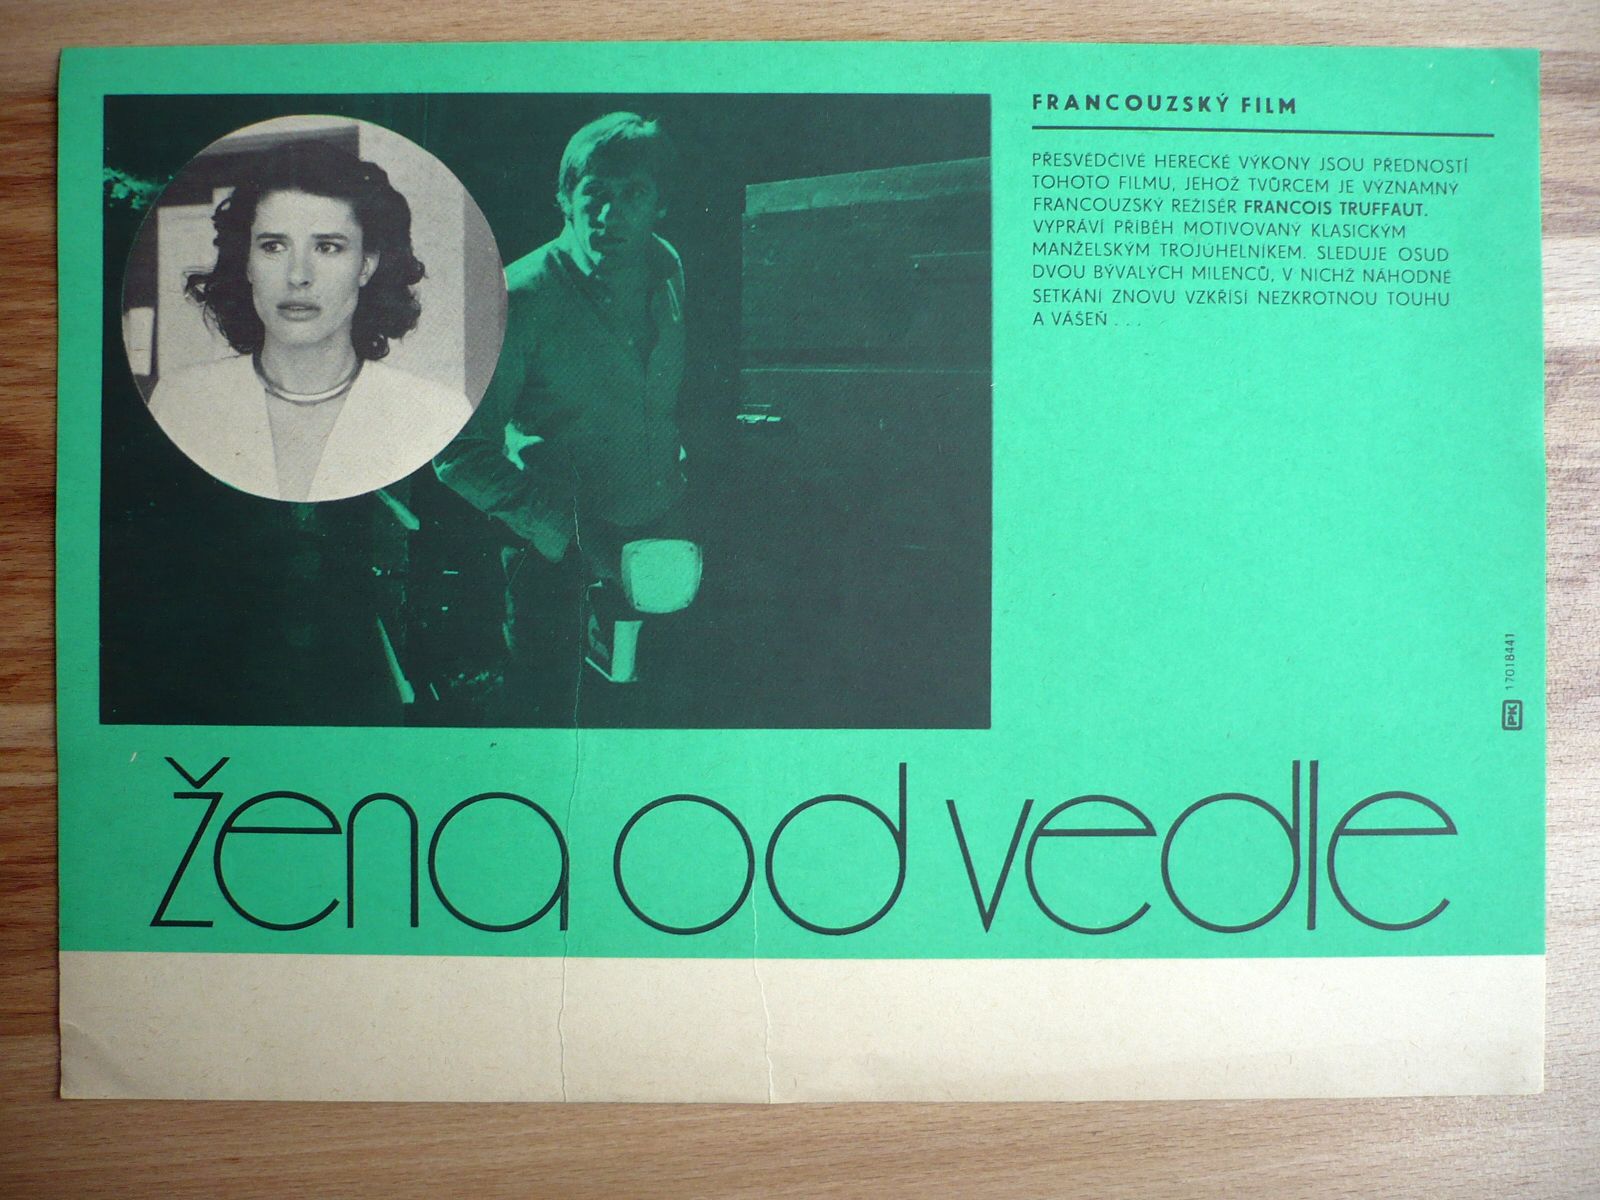 FRANCOUZSKÝ FILM
PŘESVĚDČIVÉ HERECKÉ VÝKONY JSOU PŘEDNOSTÍ
TOHOTO FILMU, JEHOŽ TVŮRCEM JE VÝZNAMNÝ
FRANCOUZSKÝ REŽISÉR FRANCOIS TRUFFAUT.
VYPRÁVÍ PŘÍBĚH MOTIVOVANÝ KLASICKÝM
MANŽELSKÝM TROJÚHELNÍKEM. SLEDUJE OSUD
DVOU BÝVALÝCH MILENCŮ, V NICHŽ NÁHODNÉ
SETKÁNÍ ZNOVU VZKŘÍSÍ NEZKROTNOU TOUHU
A VÁŠEŇ . . .
PK 17018441
žena od vedle